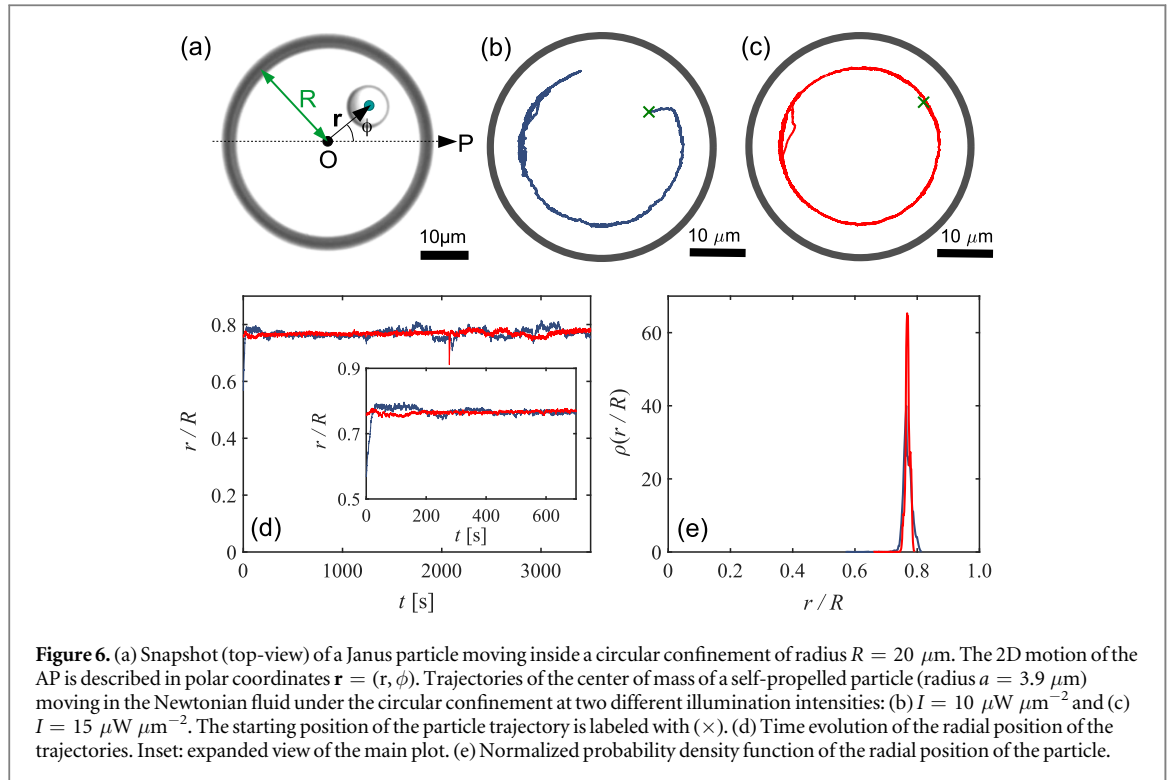 (a)
R
r
ϕ
O
P
10μm
(b)
10 μm
(c)
10 μm
0.8
0.6
0.4
0.2
0
r / R
0.9
0.7
0.5
r / R
0
200
400
600
t [s]
(d)
0
1000
2000
3000
t [s]
60
40
20
0
ρ(r / R)
(e)
0
0.2
0.4
0.6
0.8
1.0
r / R
Figure 6. (a) Snapshot (top-view) of a Janus particle moving inside a circular confinement of radius R = 20 μm. The 2D motion of the
AP is described in polar coordinates r = (r, ϕ). Trajectories of the center of mass of a self-propelled particle (radius a = 3.9 μm)
moving in the Newtonian fluid under the circular confinement at two different illumination intensities: (b) I = 10 μW μm⁻² and (c)
I = 15 μW μm⁻². The starting position of the particle trajectory is labeled with (×). (d) Time evolution of the radial position of the
trajectories. Inset: expanded view of the main plot. (e) Normalized probability density function of the radial position of the particle.